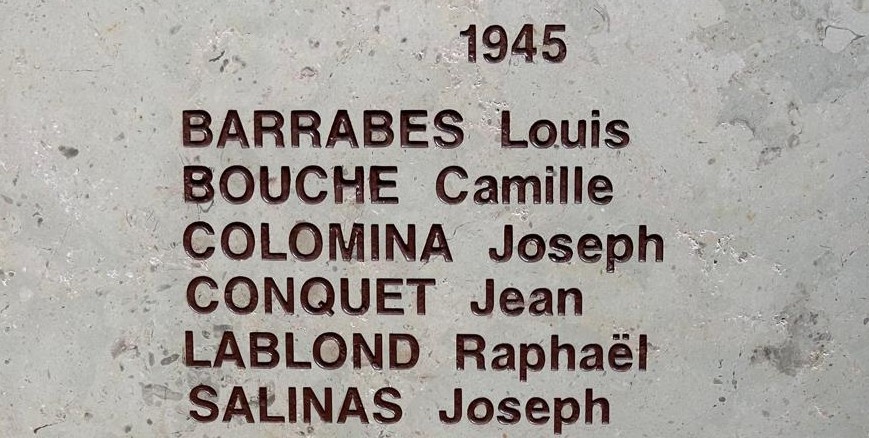 1945
BARRABES Louis
BOUCHE Camille
COLOMINA Joseph
CONQUET Jean
LABLOND Raphaël
SALINAS Joseph